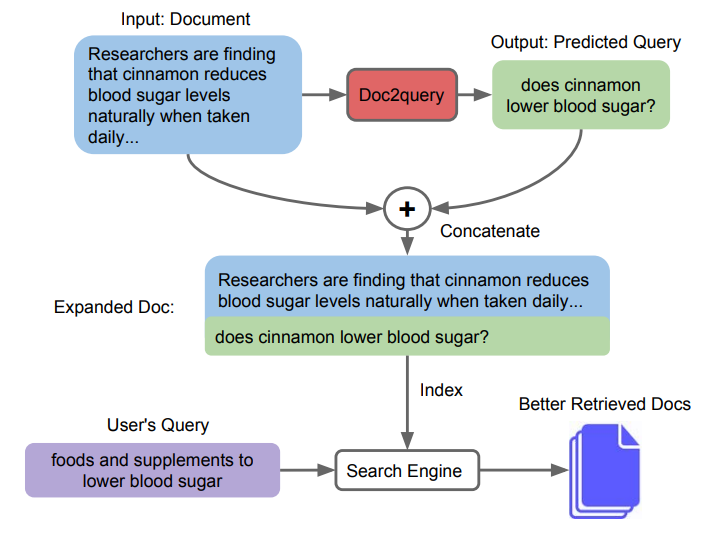 Input: Document
Researchers are finding
that cinnamon reduces
blood sugar levels
naturally when taken
daily...
Doc2query
Output: Predicted Query
does cinnamon
lower blood sugar?
+
Concatenate
Expanded Doc:
Researchers are finding that cinnamon reduces
blood sugar levels naturally when taken daily...
does cinnamon lower blood sugar?
Index
User's Query
foods and supplements to
lower blood sugar
Search Engine
Better Retrieved Docs